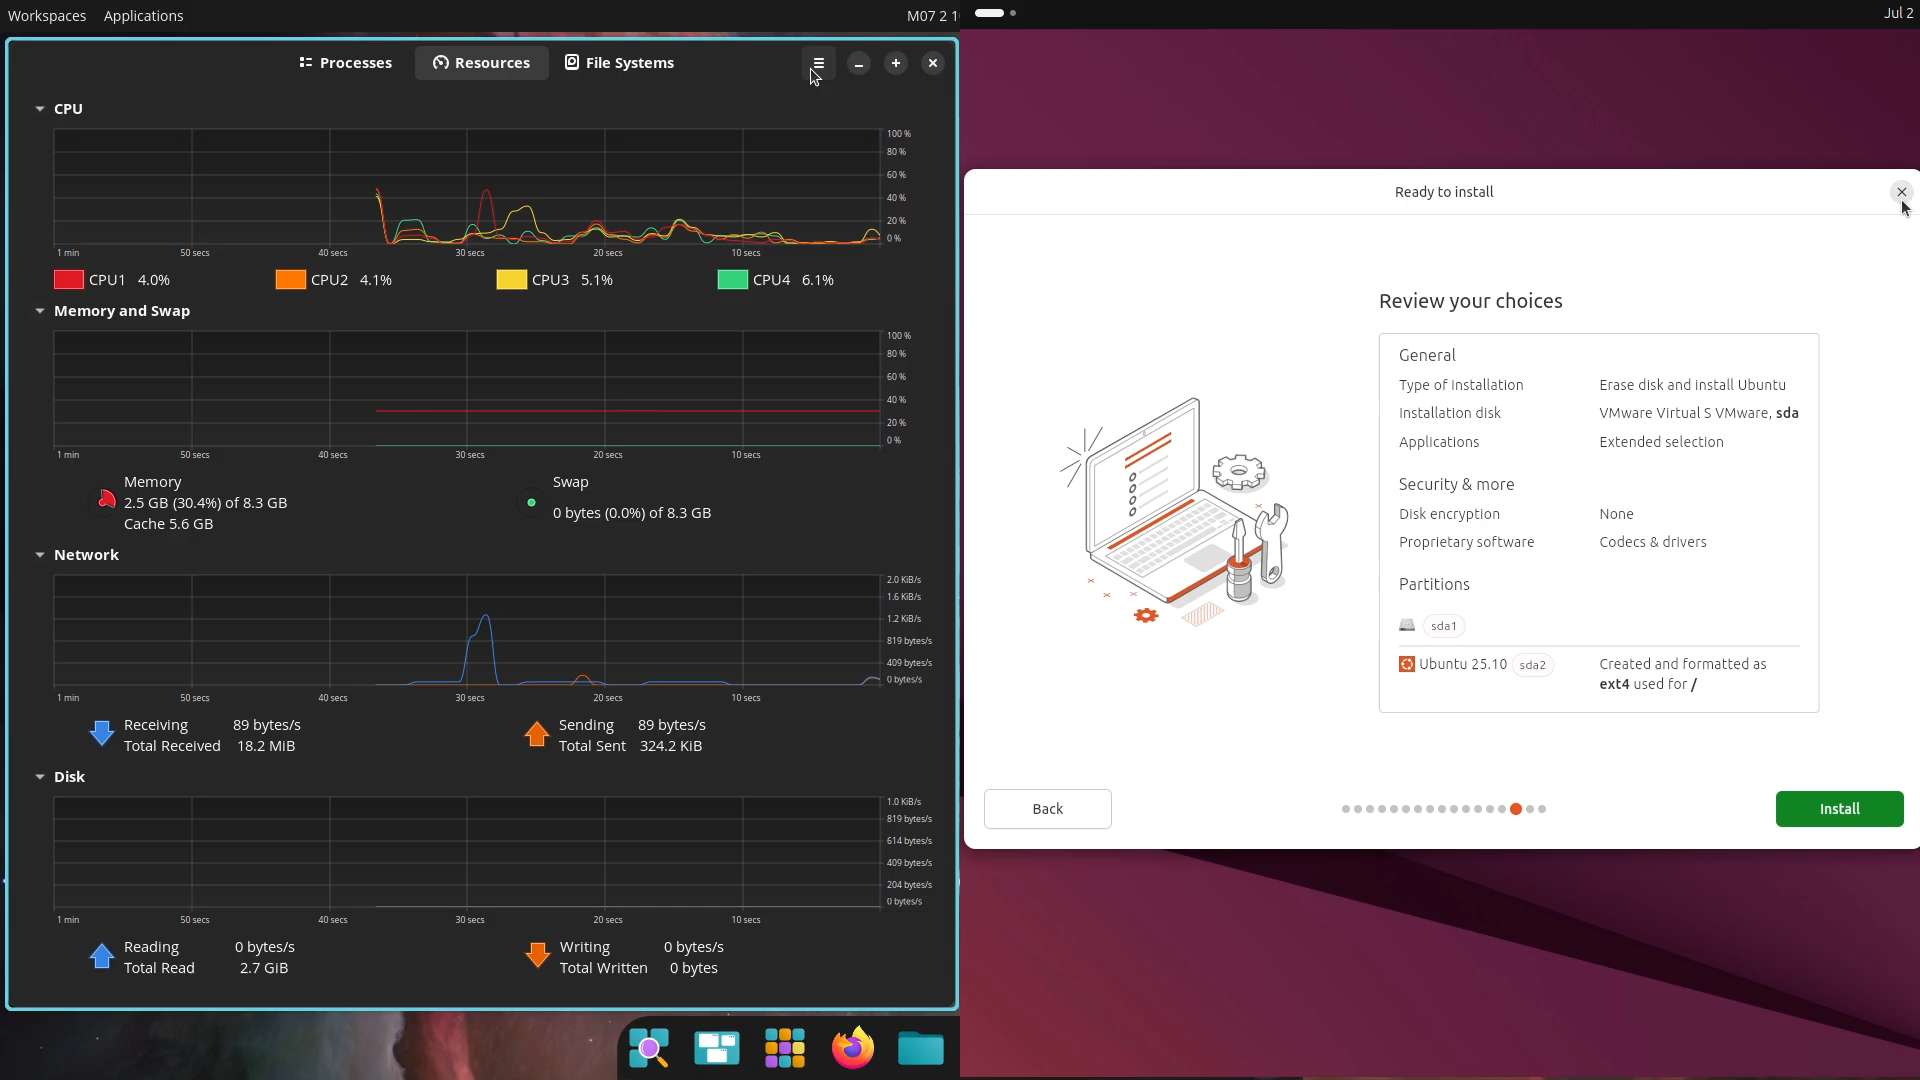 Workspaces Applications
M07 2 1
Processes
Resources
File Systems
CPU
100 %
80 %
60 %
40 %
20 %
0 %
1 min 50 secs 40 secs 30 secs 20 secs 10 secs
CPU1 4.0% CPU2 4.1% CPU3 5.1% CPU4 6.1%
Memory and Swap
100 %
80 %
60 %
40 %
20 %
0 %
1 min 50 secs 40 secs 30 secs 20 secs 10 secs
Memory
2.5 GB (30.4%) of 8.3 GB
Cache 5.6 GB
Swap
0 bytes (0.0%) of 8.3 GB
Network
2.0 KiB/s
1.6 KiB/s
1.2 KiB/s
819 bytes/s
409 bytes/s
0 bytes/s
1 min 50 secs 40 secs 30 secs 20 secs 10 secs
Receiving 89 bytes/s
Total Received 18.2 MiB
Sending 89 bytes/s
Total Sent 324.2 KiB
Disk
1.0 KiB/s
819 bytes/s
614 bytes/s
409 bytes/s
204 bytes/s
0 bytes/s
1 min 50 secs 40 secs 30 secs 20 secs 10 secs
Reading 0 bytes/s
Total Read 2.7 GiB
Writing 0 bytes/s
Total Written 0 bytes
Jul 2
Ready to install
Review your choices
General
Type of installation Erase disk and install Ubuntu
Installation disk VMware Virtual S VMware, sda
Applications Extended selection
Security & more
Disk encryption None
Proprietary software Codecs & drivers
Partitions
sda1
Ubuntu 25.10 sda2 Created and formatted as
ext4 used for /
Back
Install